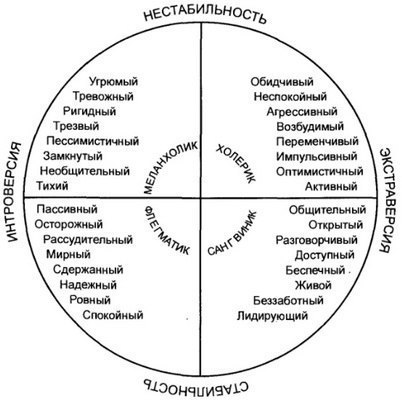 НЕСТАБИЛЬНОСТЬ
Угрюмый
Тревожный
Ригидный
Трезвый
Пессимистичный
Замкнутый
Необщительный
Тихий
МЕЛАНХОЛИК
Обидчивый
Неспокойный
Агрессивный
Возбудимый
Переменчивый
Импульсивный
Оптимистичный
Активный
ХОЛЕРИК
ИНТРОВЕРСИЯ
ЭКСТРАВЕРСИЯ
Пассивный
Осторожный
Рассудительный
Мирный
Сдержанный
Надежный
Ровный
Спокойный
ФЛЕГМАТИК
Общительный
Открытый
Разговорчивый
Доступный
Беспечный
Живой
Беззаботный
Лидирующий
САНГВИНИК
СТАБИЛЬНОСТЬ